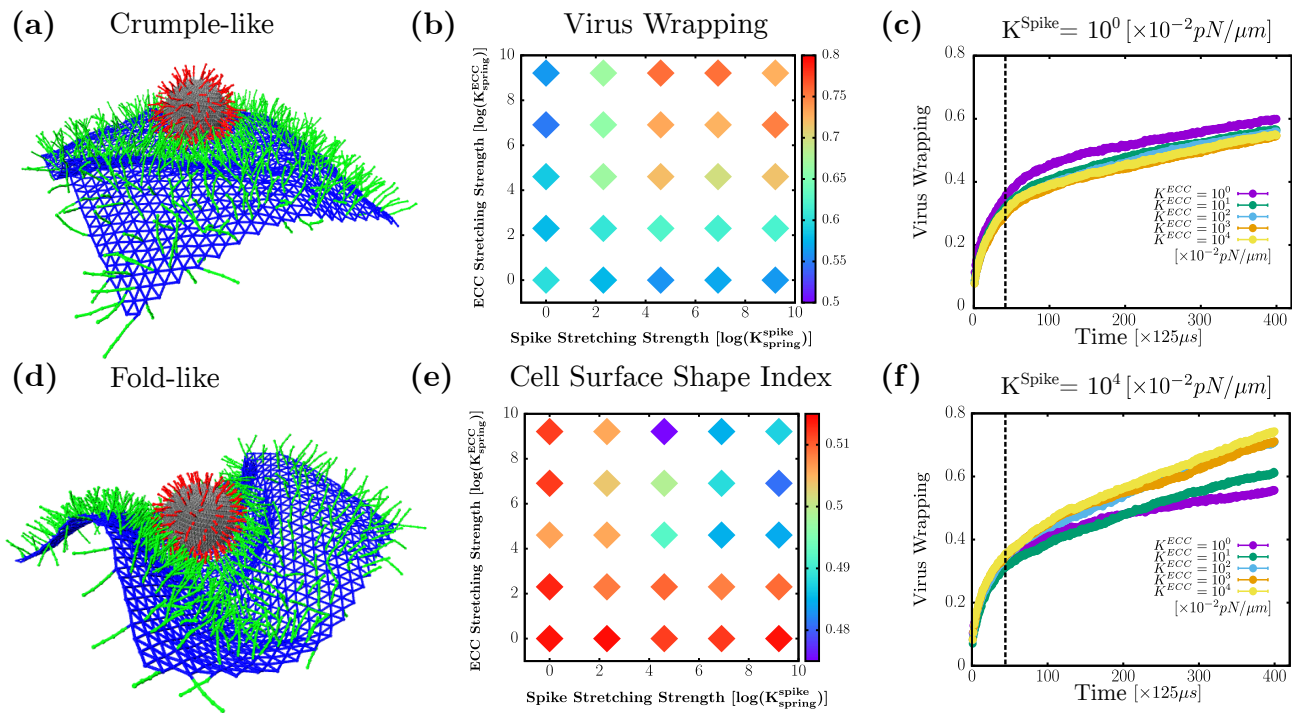 (a) Crumple-like
(b) Virus Wrapping
ECC Stretching Strength [log(K^ECC_spring)]
10
8
6
4
2
0
0 2 4 6 8 10
Spike Stretching Strength [log(K^spike_spring)]
0.8
0.75
0.7
0.65
0.6
0.55
0.5
(c) K^Spike = 10^0 [×10^-2 pN/μm]
Virus Wrapping
0.8
0.6
0.4
0.2
0
K^ECC = 10^0
K^ECC = 10^1
K^ECC = 10^2
K^ECC = 10^3
K^ECC = 10^4
[×10^-2 pN/μm]
0 100 200 300 400
Time [×125μs]
(d) Fold-like
(e) Cell Surface Shape Index
ECC Stretching Strength [log(K^ECC_spring)]
10
8
6
4
2
0
0 2 4 6 8 10
Spike Stretching Strength [log(K^spike_spring)]
0.51
0.5
0.49
0.48
(f) K^Spike = 10^4 [×10^-2 pN/μm]
Virus Wrapping
0.8
0.6
0.4
0.2
0
K^ECC = 10^0
K^ECC = 10^1
K^ECC = 10^2
K^ECC = 10^3
K^ECC = 10^4
[×10^-2 pN/μm]
0 100 200 300 400
Time [×125μs]